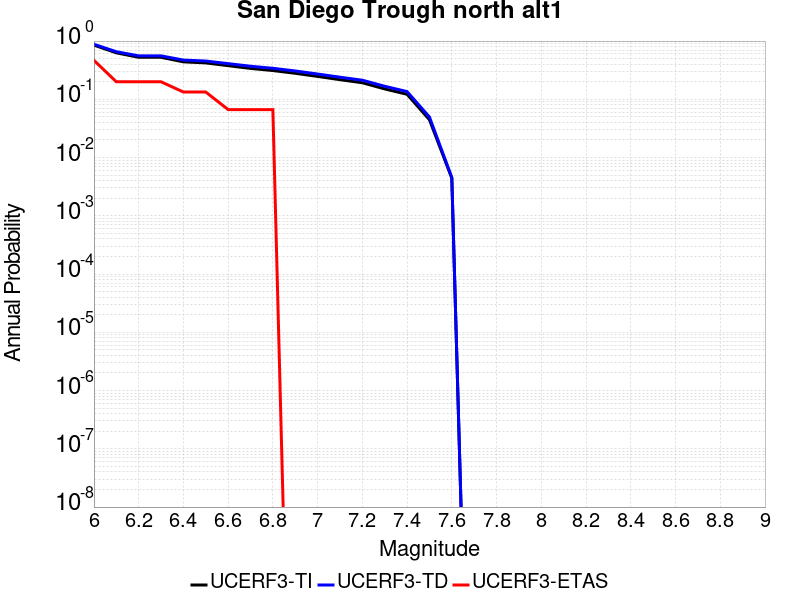 San Diego Trough north alt1
10^0
10^-1
10^-2
10^-3
10^-4
10^-5
10^-6
10^-7
10^-8
Annual Probability
6 6.2 6.4 6.6 6.8 7 7.2 7.4 7.6 7.8 8 8.2 8.4 8.6 8.8 9
Magnitude
UCERF3-TI UCERF3-TD UCERF3-ETAS